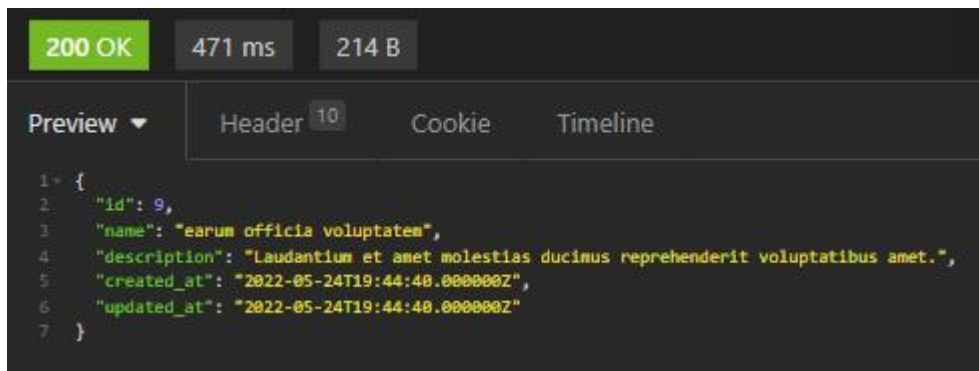 200 OK 471 ms 214 B
Preview Header 10 Cookie Timeline
1 {
2 "id": 9,
3 "name": "earum officia voluptatem",
4 "description": "Laudantium et amet molestias ducimus reprehenderit voluptatibus amet.",
5 "created_at": "2022-05-24T19:44:40.000000Z",
6 "updated_at": "2022-05-24T19:44:40.000000Z"
7 }